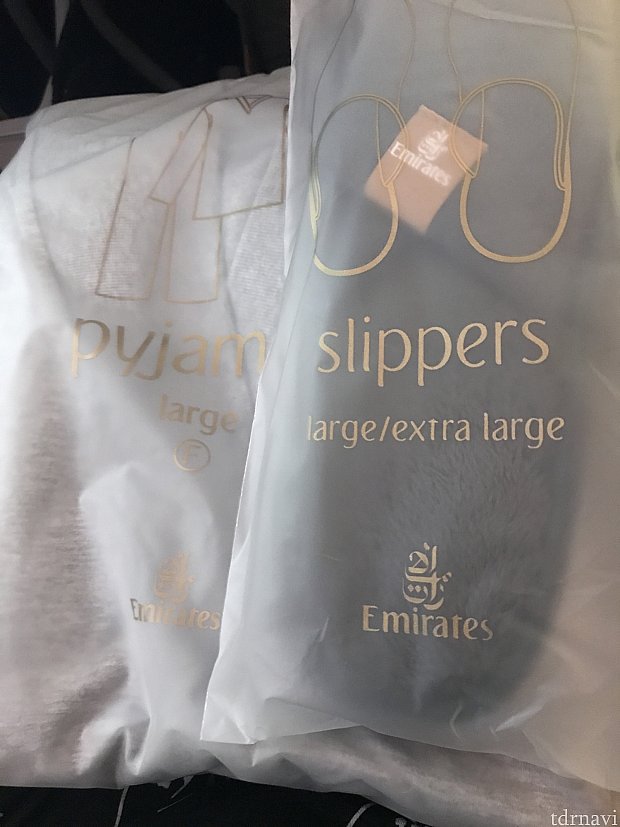 pyjam
large
F
Emirates
Emirates
slippers
large/extra large
Emirates
tdrnavi